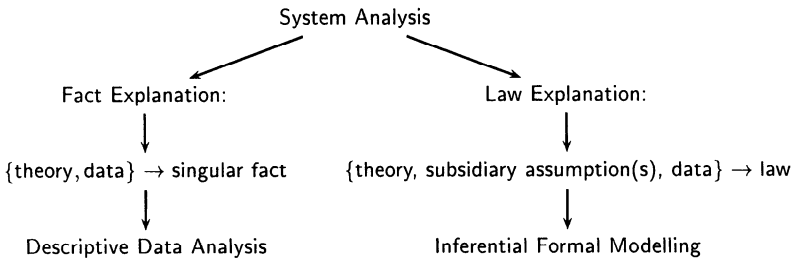 System Analysis
Fact Explanation:
Law Explanation:
{theory, data} → singular fact
{theory, subsidiary assumption(s), data} → law
Descriptive Data Analysis
Inferential Formal Modelling